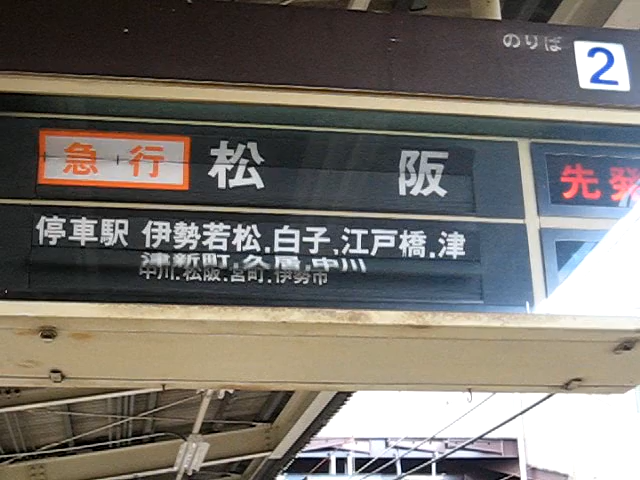 のりば 2
急行 松阪
先発
停車駅 伊勢若松.白子,江戸橋.津
津新町.久居.中川
中川.松阪.宮町.伊勢市